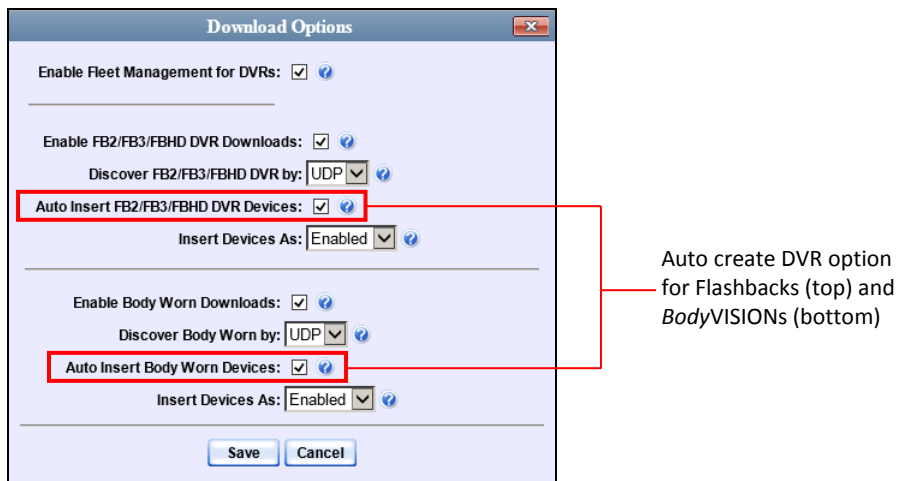 Download Options
Enable Fleet Management for DVRs:
Enable FB2/FB3/FBHD DVR Downloads:
Discover FB2/FB3/FBHD DVR by: UDP
Auto Insert FB2/FB3/FBHD DVR Devices:
Insert Devices As: Enabled
Enable Body Worn Downloads:
Discover Body Worn by: UDP
Auto Insert Body Worn Devices:
Insert Devices As: Enabled
Save Cancel
Auto create DVR option
for Flashbacks (top) and
BodyVISIONs (bottom)